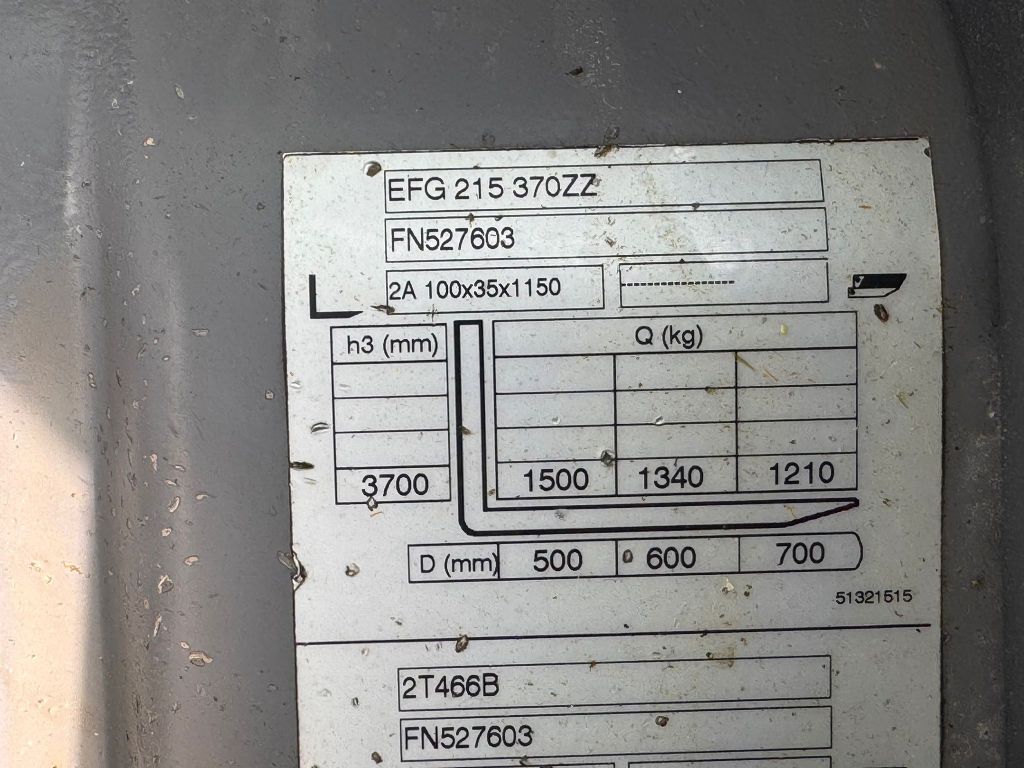 EFG 215 370ZZ
FN527603
2A 100x35x1150 ---------------
h3 (mm) Q (kg)
3700 1500 1340 1210
D (mm) 500 600 700
51321515
2T466B
FN527603